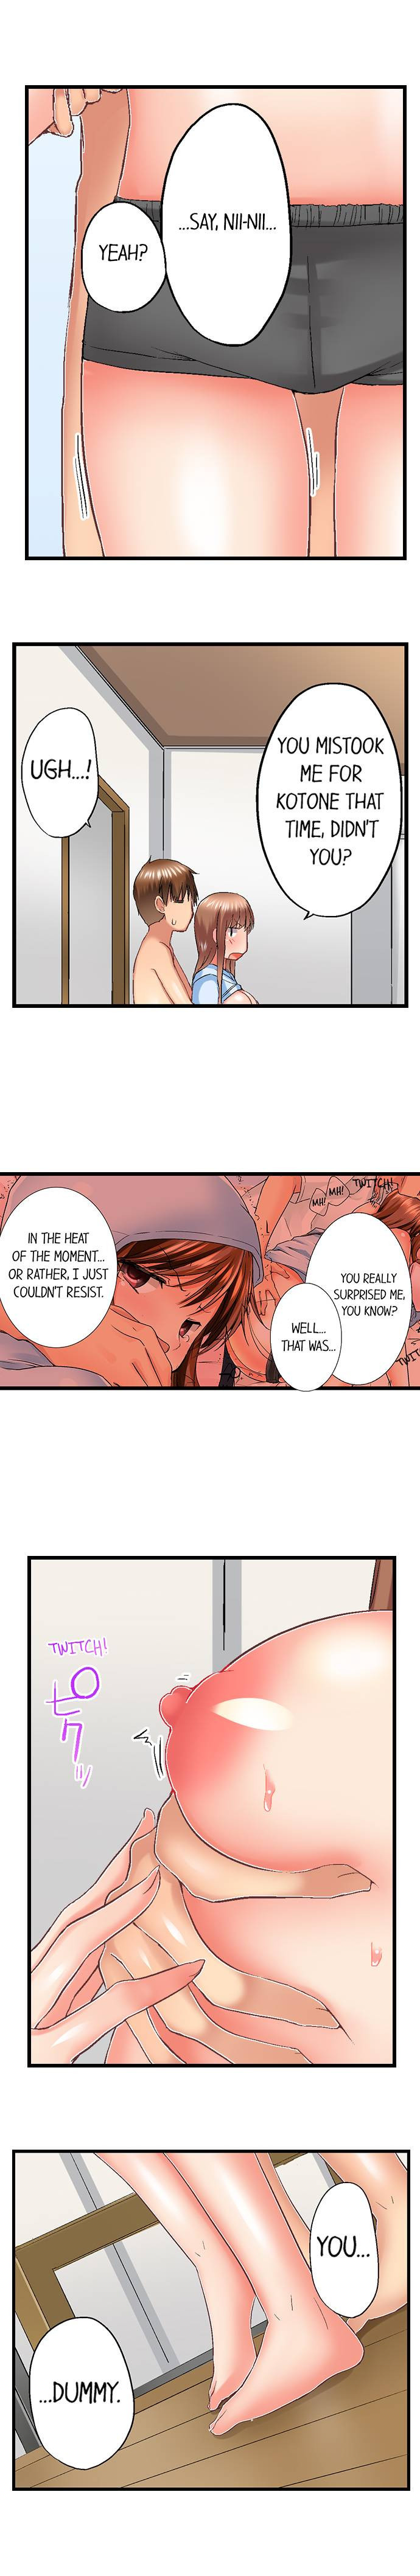 ...SAY, NII-NII...
YEAH?
YOU MISTOOK
ME FOR
KOTONE THAT
TIME, DIDN'T
YOU?
UGH...!
TWITCH!
MH!
MH!
YOU REALLY
SURPRISED ME,
YOU KNOW?
WELL...
THAT WAS...
IN THE HEAT
OF THE MOMENT...
OR RATHER, I JUST
COULDN'T RESIST.
TWITCH!
ピクッ
YOU...
...DUMMY.